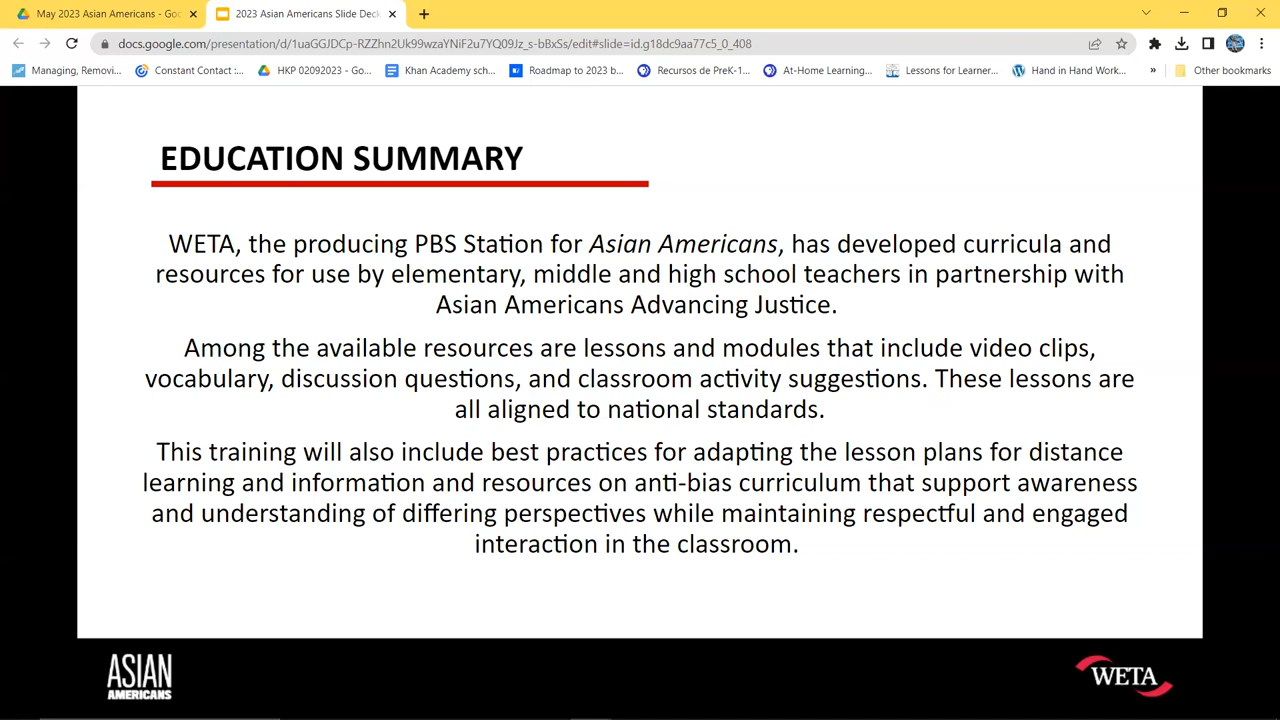 May 2023 Asian Americans - Goo
2023 Asian Americans Slide Deck
docs.google.com/presentation/d/1uaGGJDCp-RZZhn2Uk99wzaYNiF2u7YQ09Iz_s-bBxSs/edit#slide=id.g18dc9aa77c5_0_408
Managing, Removi...
Constant Contact :...
HKP 02092023 - Go...
Khan Academy sch...
Roadmap to 2023 b...
Recursos de PreK-1...
At-Home Learning...
Lessons for Learner...
Hand in Hand Work...
»
Other bookmarks
EDUCATION SUMMARY
WETA, the producing PBS Station for Asian Americans, has developed curricula and
resources for use by elementary, middle and high school teachers in partnership with
Asian Americans Advancing Justice.
Among the available resources are lessons and modules that include video clips,
vocabulary, discussion questions, and classroom activity suggestions. These lessons are
all aligned to national standards.
This training will also include best practices for adapting the lesson plans for distance
learning and information and resources on anti-bias curriculum that support awareness
and understanding of differing perspectives while maintaining respectful and engaged
interaction in the classroom.
ASIAN
AMERICANS
WETA